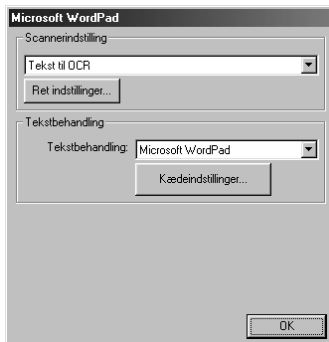 Microsoft WordPad
Scannerindstilling
Tekst til OCR
Ret indstillinger...
Tekstbehandling
Tekstbehandling: Microsoft WordPad
Kædeindstillinger...
OK